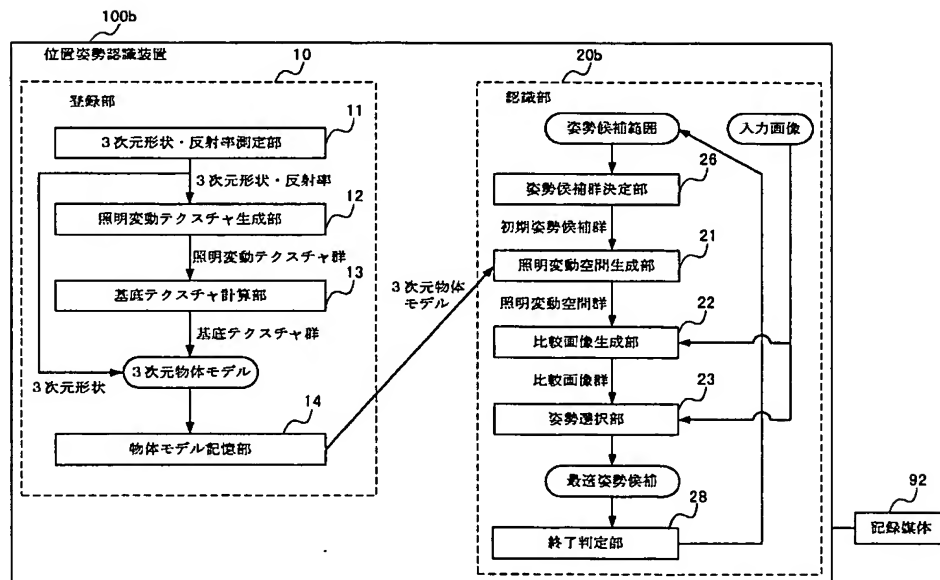 100b
位置姿勢認識装置
10
登録部
11
3次元形状・反射率測定部
3次元形状・反射率
12
照明変動テクスチャ生成部
照明変動テクスチャ群
13
基底テクスチャ計算部
基底テクスチャ群
3次元形状
3次元物体モデル
14
物体モデル記憶部
3次元物体
モデル
20b
認識部
姿勢候補範囲
入力画像
26
姿勢候補群決定部
初期姿勢候補群
21
照明変動空間生成部
照明変動空間群
22
比較画像生成部
比較画像群
23
姿勢選択部
最適姿勢候補
28
終了判定部
92
記録媒体